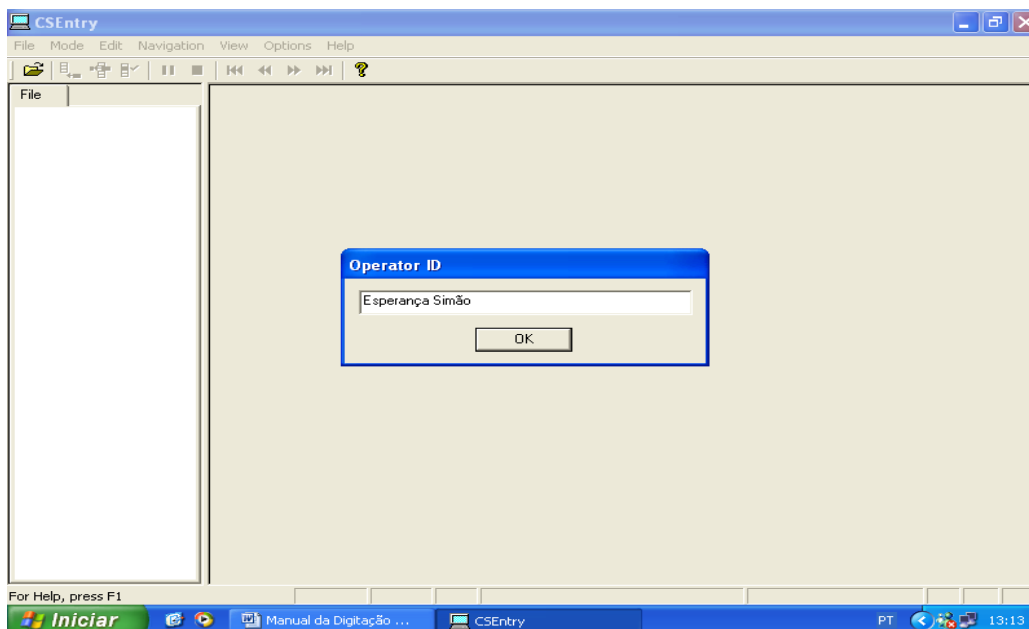 CSEntry
File Mode Edit Navigation View Options Help
File
Operator ID
Esperança Simão
OK
For Help, press F1
Iniciar Manual da Digitação ... CSEntry PT 13:13